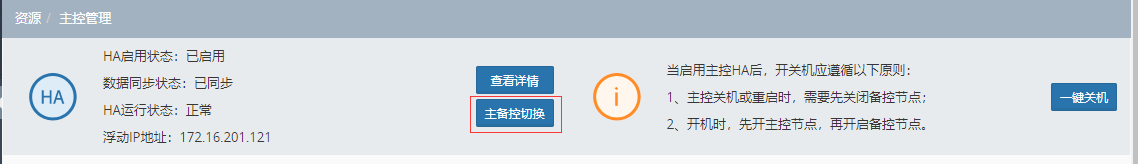 资源 / 主控管理
HA启用状态：已启用
数据同步状态：已同步
HA运行状态：正常
浮动IP地址：172.16.201.121
HA
查看详情
主备控切换
i
当启用主控HA后，开关机应遵循以下原则：
1、主控关机或重启时，需要先关闭备控节点；
2、开机时，先开主控节点，再开启备控节点。
一键关机